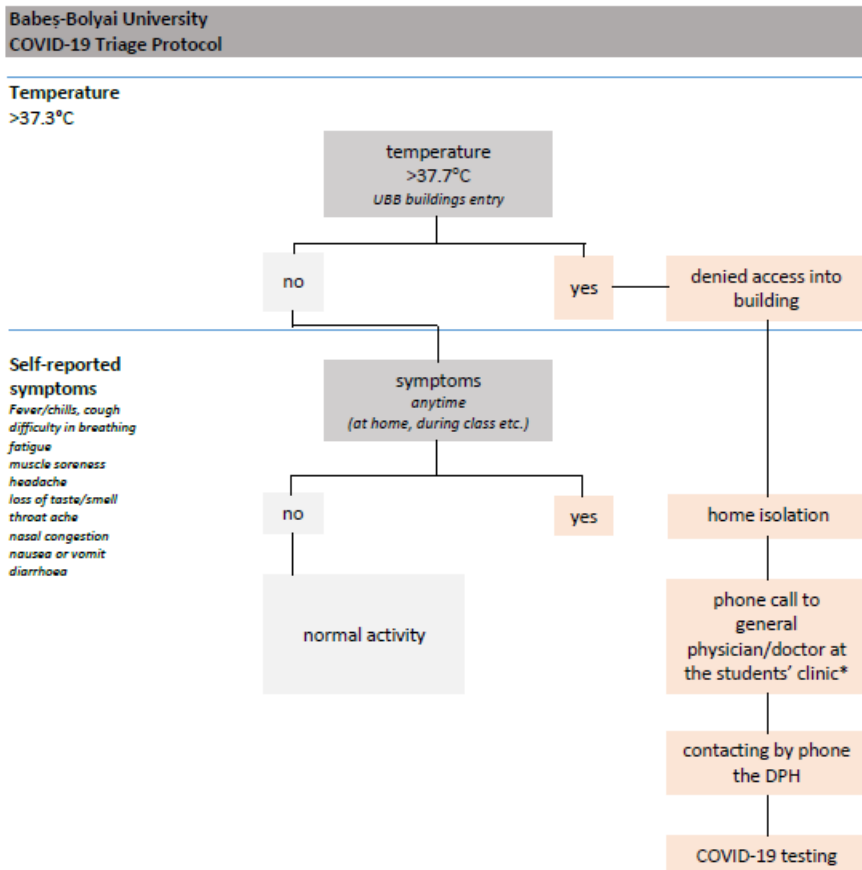 Babeș-Bolyai University
COVID-19 Triage Protocol
Temperature
>37.3°C
temperature
>37.7°C
UBB buildings entry
no
yes
denied access into
building
Self-reported
symptoms
Fever/chills, cough
difficulty in breathing
fatigue
muscle soreness
headache
loss of taste/smell
throat ache
nasal congestion
nausea or vomit
diarrhoea
symptoms
anytime
(at home, during class etc.)
no
yes
home isolation
normal activity
phone call to
general
physician/doctor at
the students’ clinic*
contacting by phone
the DPH
COVID-19 testing